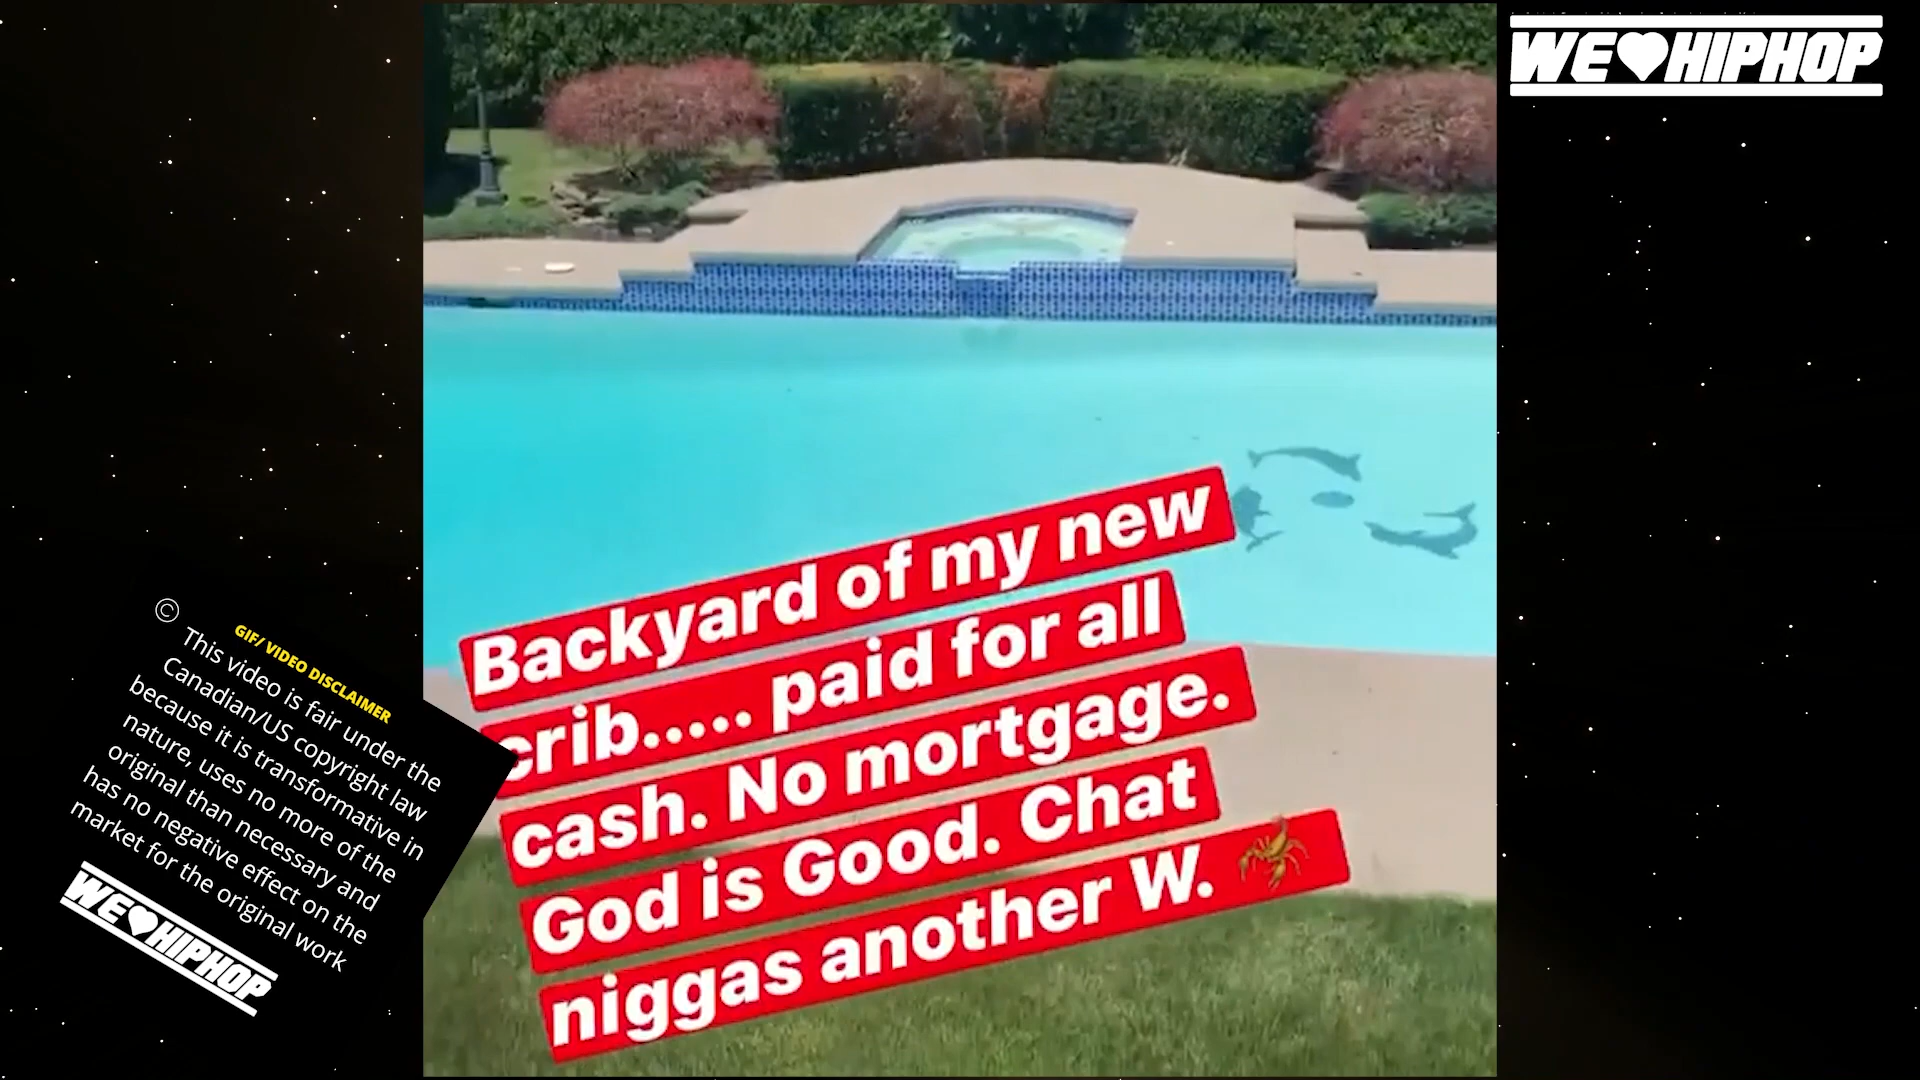 WE♥HIPHOP
Backyard of my new
crib..... paid for all
cash. No mortgage.
God is Good. Chat
niggas another W. 🦂
©
GIF/ VIDEO DISCLAIMER
This video is fair under the
Canadian/US copyright law
because it is transformative in
nature, uses no more of the
original than necessary and
has no negative effect on the
market for the original work
WE♥HIPHOP